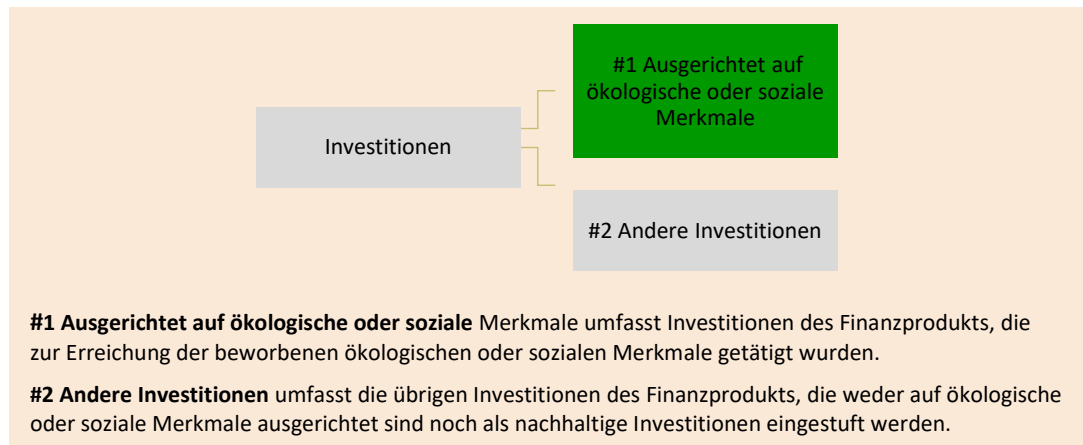 #1 Ausgerichtet auf
ökologische oder soziale
Merkmale
Investitionen
#2 Andere Investitionen
#1 Ausgerichtet auf ökologische oder soziale Merkmale umfasst Investitionen des Finanzprodukts, die
zur Erreichung der beworbenen ökologischen oder sozialen Merkmale getätigt wurden.
#2 Andere Investitionen umfasst die übrigen Investitionen des Finanzprodukts, die weder auf ökologische
oder soziale Merkmale ausgerichtet sind noch als nachhaltige Investitionen eingestuft werden.